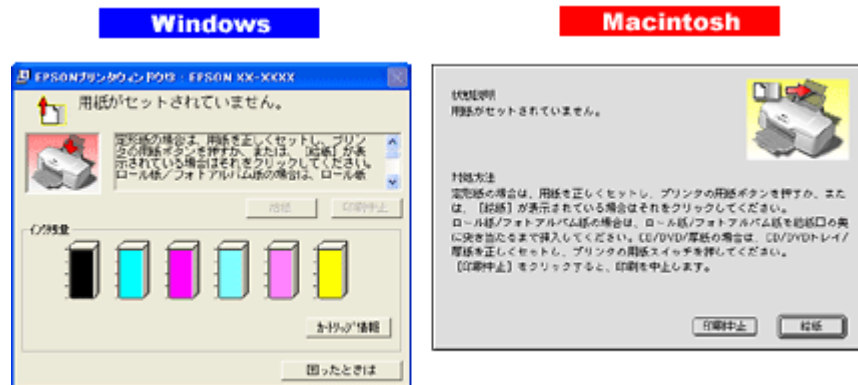 Windows
EPSONプリンタウィンドウ!3 : EPSON XX-XXXX
用紙がセットされていません。
定形紙の場合は、用紙を正しくセットし、プリン
タの用紙ボタンを押すか、または、[給紙]が表
示されている場合はそれをクリックしてください。
ロール紙/フォトアルバム紙の場合は、ロール紙
給紙
印刷中止
インク残量
カートリッジ情報
困ったときは
Macintosh
状態説明
用紙がセットされていません。
対処方法
定形紙の場合は、用紙を正しくセットし、プリンタの用紙ボタンを押すか、また
は、[給紙]が表示されている場合はそれをクリックしてください。
ロール紙/フォトアルバム紙の場合は、ロール紙/フォトアルバム紙を給紙口の奥
に突き当たるまで挿入してください。CD/DVD/厚紙の場合は、CD/DVDトレイ/
厚紙を正しくセットし、プリンタの用紙スイッチを押してください。
[印刷中止]をクリックすると、印刷を中止します。
印刷中止
給紙